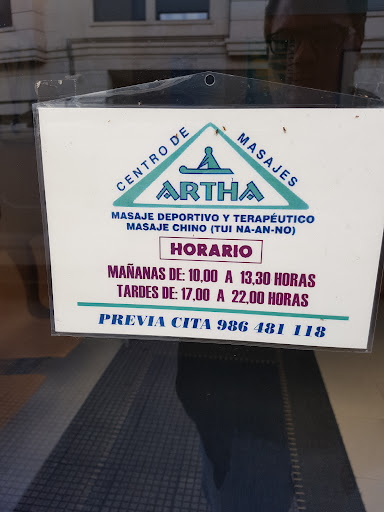 CENTRO DE MASAJES
ARTHA
MASAJE DEPORTIVO Y TERAPÉUTICO
MASAJE CHINO (TUI NA-AN-NO)
HORARIO
MAÑANAS DE: 10,00 A 13,30 HORAS
TARDES DE: 17,00 A 22,00 HORAS
PREVIA CITA 986 481 118